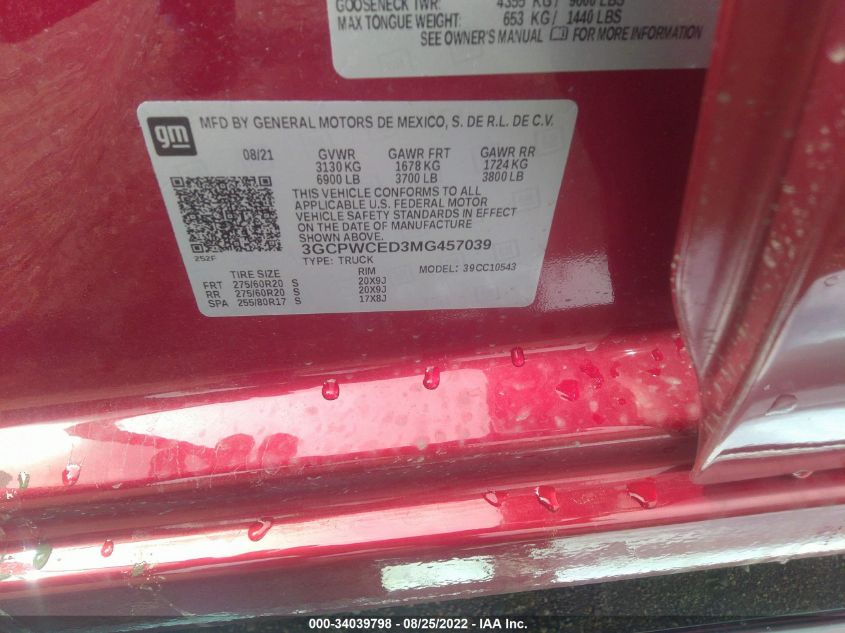 GOOSENECK TWR: 4355 KG/ 9600 LBS
MAX TONGUE WEIGHT: 653 KG/ 1440 LBS
SEE OWNER'S MANUAL FOR MORE INFORMATION
gm MFD BY GENERAL MOTORS DE MEXICO, S. DE R.L. DE C.V.
08/21 GVWR GAWR FRT GAWR RR
3130 KG 1678 KG 1724 KG
6900 LB 3700 LB 3800 LB
THIS VEHICLE CONFORMS TO ALL
APPLICABLE U.S. FEDERAL MOTOR
VEHICLE SAFETY STANDARDS IN EFFECT
ON THE DATE OF MANUFACTURE
SHOWN ABOVE.
3GCPWCED3MG457039
252F
TYPE: TRUCK MODEL: 39CC10543
TIRE SIZE RIM
FRT 275/60R20 S 20X9J
RR 275/60R20 S 20X9J
SPA 255/80R17 S 17X8J
000-34039798 - 08/25/2022 - IAA Inc.